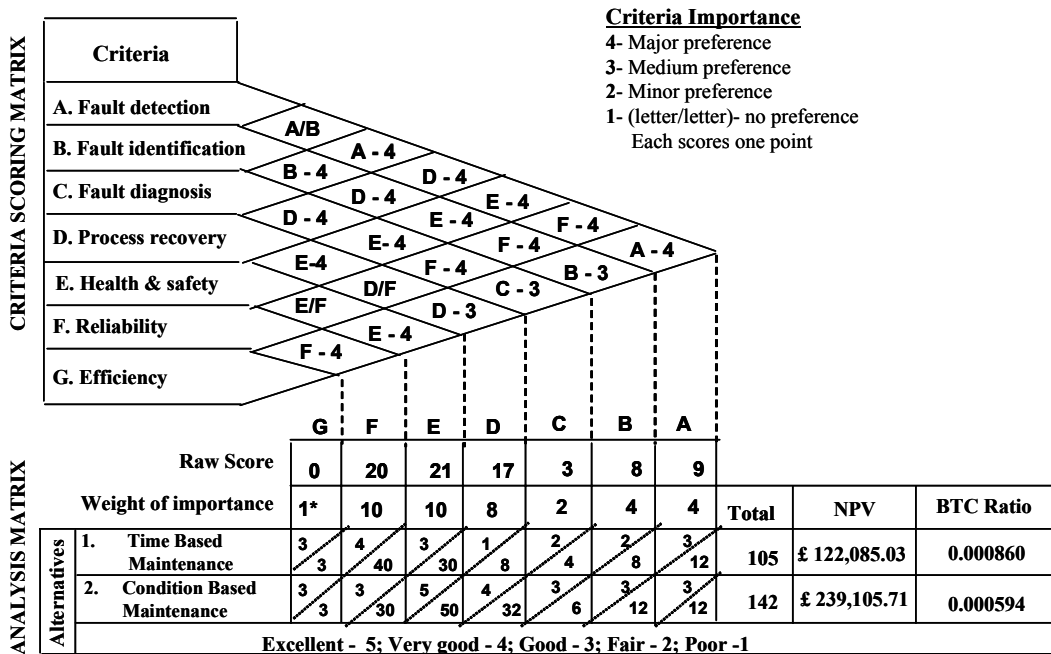 CRITERIA SCORING MATRIX
Criteria
A. Fault detection
B. Fault identification
C. Fault diagnosis
D. Process recovery
E. Health & safety
F. Reliability
G. Efficiency
Criteria Importance
4- Major preference
3- Medium preference
2- Minor preference
1- (letter/letter)- no preference
Each scores one point
A/B
A - 4
D - 4
E - 4
F - 4
A - 4
B - 4
D - 4
E - 4
F - 4
B - 3
D - 4
E- 4
F - 4
C - 3
E-4
D/F
D - 3
E/F
E - 4
F - 4
ANALYSIS MATRIX
G F E D C B A
Raw Score 0 20 21 17 3 8 9
Weight of importance 1* 10 10 8 2 4 4 Total NPV BTC Ratio
Alternatives
1. Time Based
Maintenance
3 4 3 1 2 2 3
3 40 30 8 4 8 12
105 £ 122,085.03 0.000860
2. Condition Based
Maintenance
3 3 5 4 3 3 3
3 30 50 32 6 12 12
142 £ 239,105.71 0.000594
Excellent - 5; Very good - 4; Good - 3; Fair - 2; Poor -1